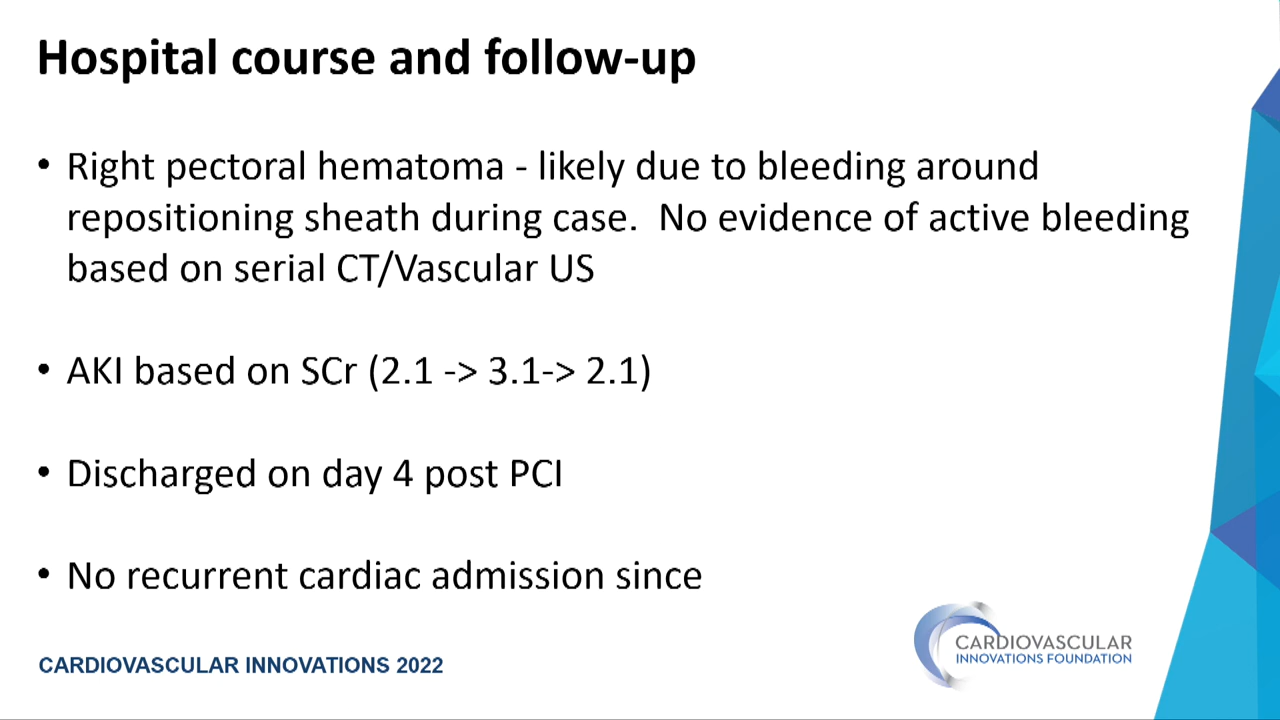 Hospital course and follow-up
• Right pectoral hematoma - likely due to bleeding around
repositioning sheath during case.  No evidence of active bleeding
based on serial CT/Vascular US
• AKI based on SCr (2.1 -> 3.1-> 2.1)
• Discharged on day 4 post PCI
• No recurrent cardiac admission since
CARDIOVASCULAR
INNOVATIONS FOUNDATION
CARDIOVASCULAR INNOVATIONS 2022